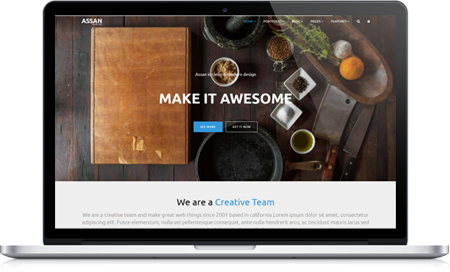 ASSAN
HOME PORTFOLIO BLOG PAGES FEATURES
Assan is clean modern design
MAKE IT AWESOME
SEE MORE GET IT NOW
We are a Creative Team
We are a creative team and make great web things since 2001 based in california.Lorem ipsum dolor sit amet, consectetur
adipiscing elit. Fusce elementum, nulla vel pellentesque consequat, ante nulla hendrerit arcu, ac tincidunt mauris lacus sed